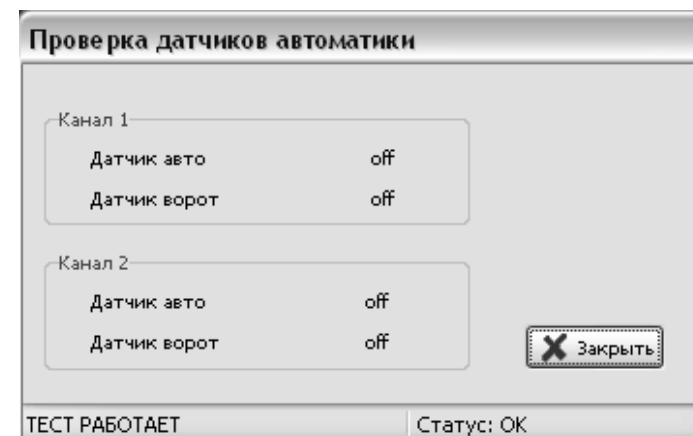 Проверка датчиков автоматики
Канал 1
Датчик авто off
Датчик ворот off
Канал 2
Датчик авто off
Датчик ворот off
Закрыть
ТЕСТ РАБОТАЕТ Статус: ОК